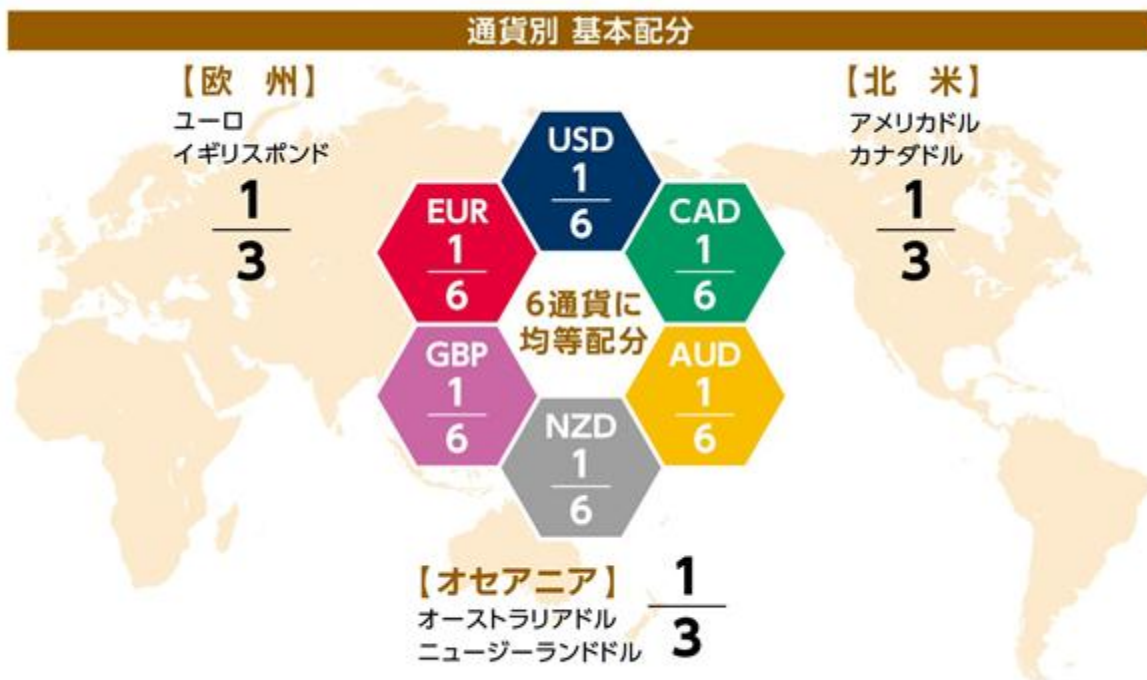 通貨別 基本配分
【欧　州】
ユーロ
イギリスポンド
1
3
【北　米】
アメリカドル
カナダドル
1
3
USD
1
6
EUR
1
6
CAD
1
6
6通貨に
均等配分
GBP
1
6
AUD
1
6
NZD
1
6
【オセアニア】
オーストラリアドル
ニュージーランドドル
1
3